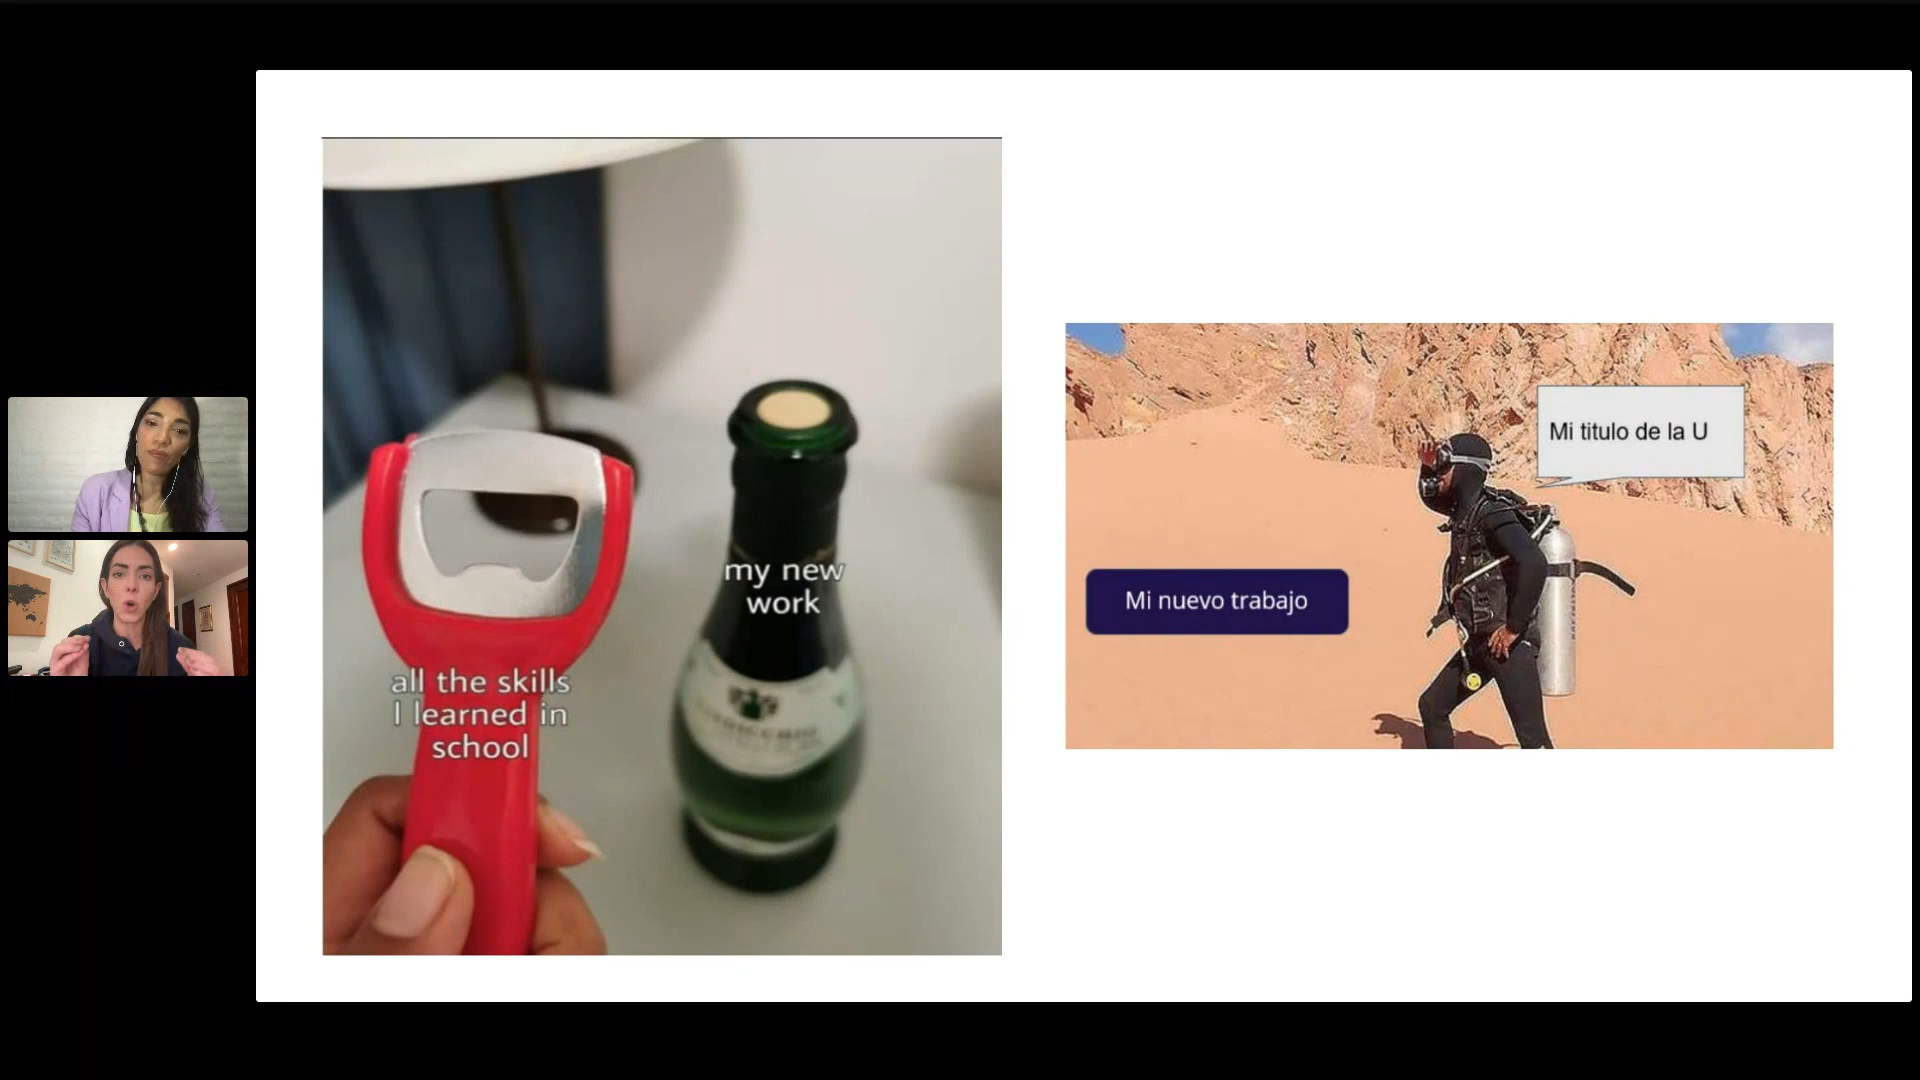 my new
work
all the skills
I learned in
school
Mi titulo de la U
Mi nuevo trabajo